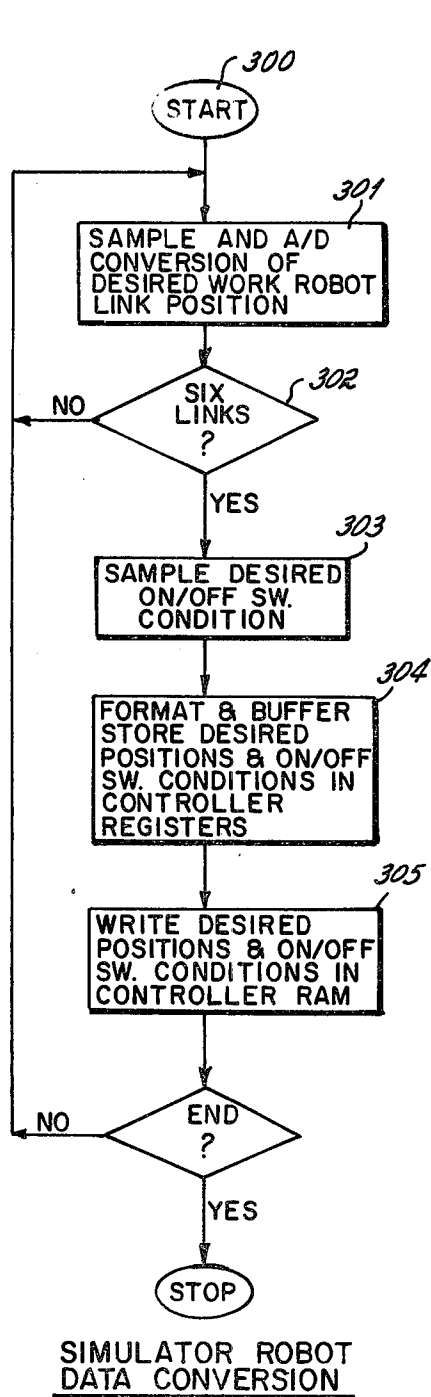 300
START
301
SAMPLE AND A/D
CONVERSION OF
DESIRED WORK ROBOT
LINK POSITION
302
SIX
LINKS
?
NO
YES
303
SAMPLE DESIRED
ON/OFF SW.
CONDITION
304
FORMAT & BUFFER
STORE DESIRED
POSITIONS & ON/OFF
SW. CONDITIONS IN
CONTROLLER
REGISTERS
305
WRITE DESIRED
POSITIONS & ON/OFF
SW. CONDITIONS IN
CONTROLLER RAM
END
?
NO
YES
STOP
SIMULATOR ROBOT
DATA CONVERSION